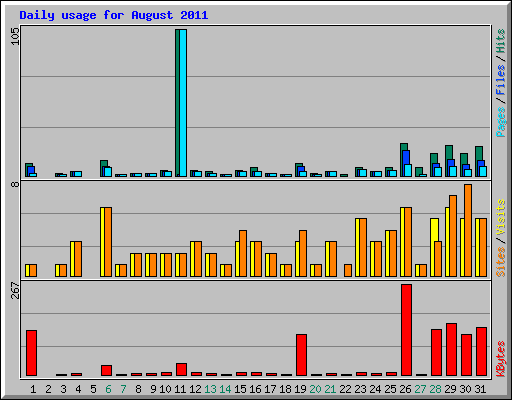 Daily usage for August 2011
105
Pages / Files / Hits
8
Sites / Visits
267
KBytes
1 2 3 4 5 6 7 8 9 10 11 12 13 14 15 16 17 18 19 20 21 22 23 24 25 26 27 28 29 30 31